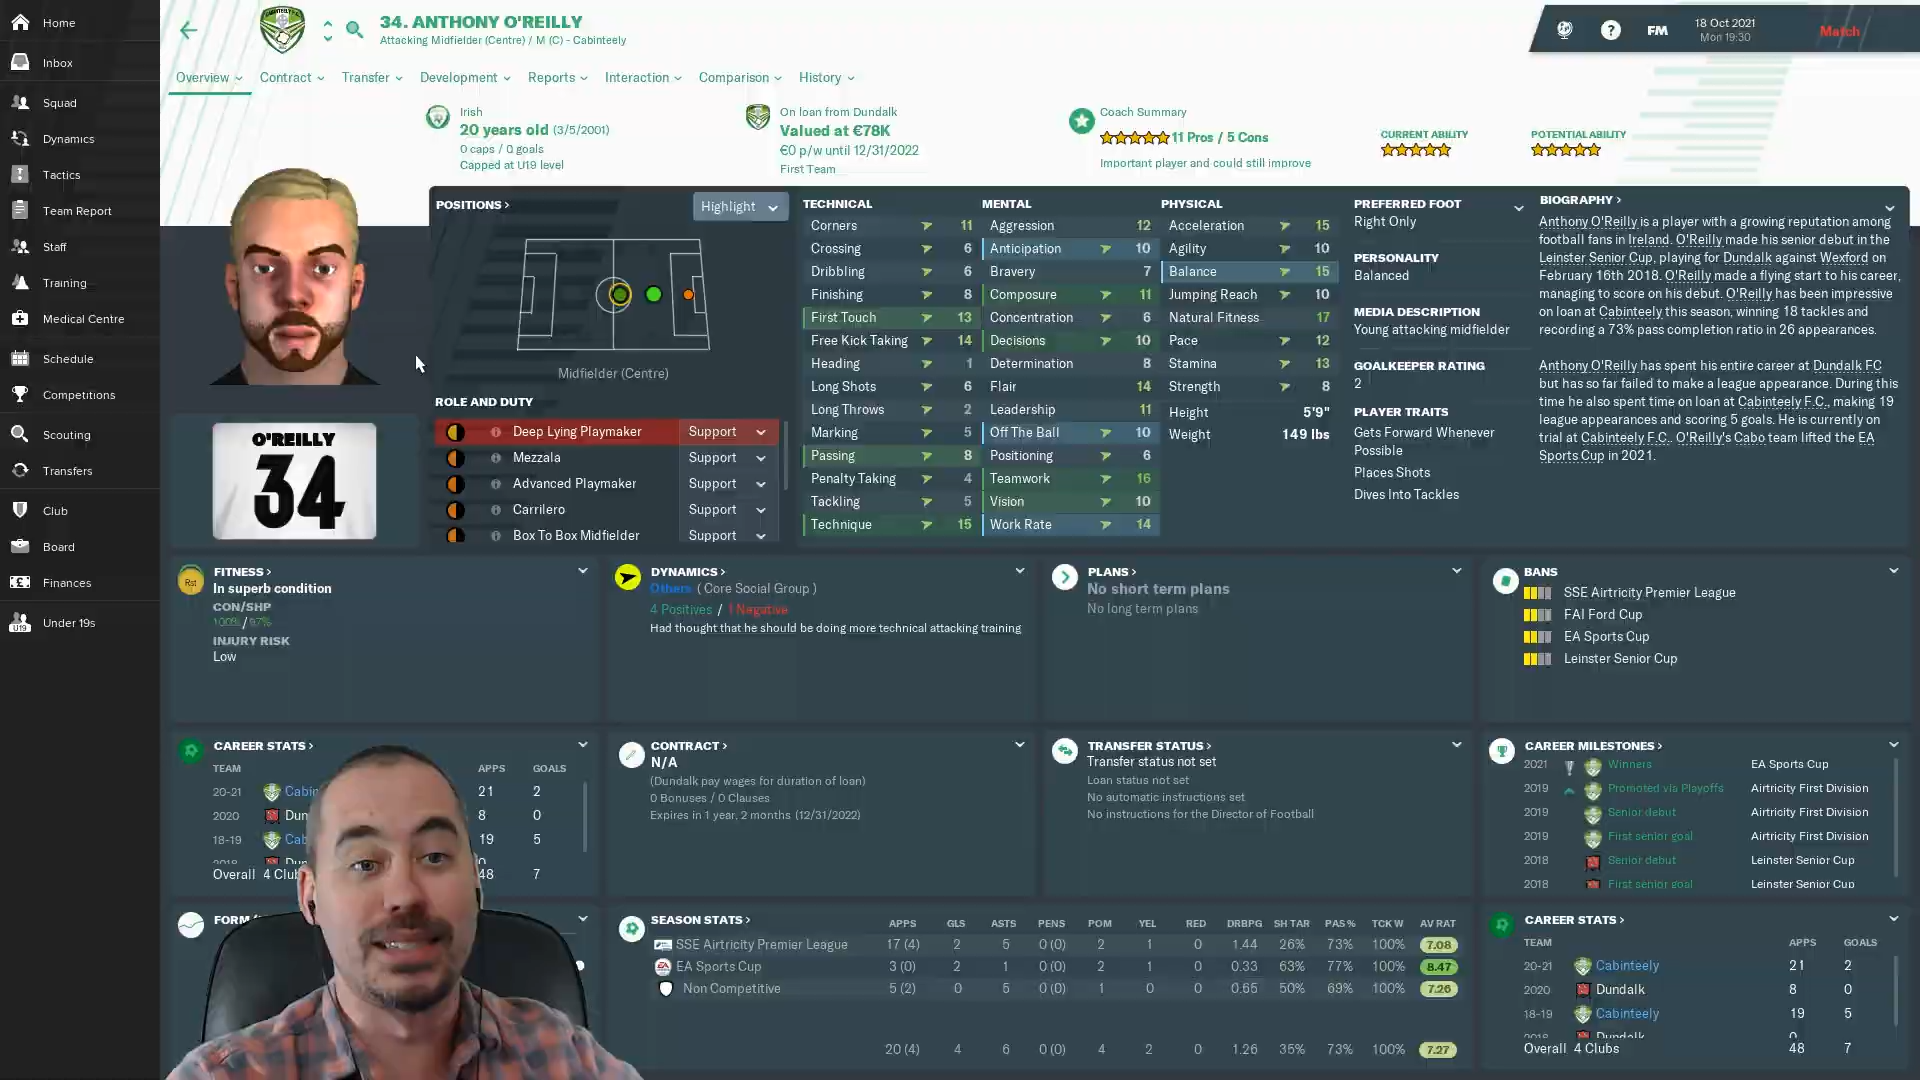 Home
Inbox
Squad
Dynamics
Tactics
Team Report
Staff
Training
Medical Centre
Schedule
Competitions
Scouting
Transfers
Club
Board
Finances
U19 Under 19s
34. ANTHONY O'REILLY
Attacking Midfielder (Centre) / M (C) - Cabinteely
? FM 18 Oct 2021
Mon 19:30
Match
Overview Contract Transfer Development Reports Interaction Comparison History
Irish
20 years old (3/5/2001)
0 caps / 0 goals
Capped at U19 level
On loan from Dundalk
Valued at €78K
€0 p/w until 12/31/2022
First Team
Coach Summary
11 Pros / 5 Cons
Important player and could still improve
CURRENT ABILITY
POTENTIAL ABILITY
POSITIONS >
Highlight
Midfielder (Centre)
ROLE AND DUTY
Deep Lying Playmaker Support
Mezzala Support
Advanced Playmaker Support
Carrilero Support
Box To Box Midfielder Support
O'REILLY
34
TECHNICAL
Corners 11
Crossing 6
Dribbling 6
Finishing 8
First Touch 13
Free Kick Taking 14
Heading 1
Long Shots 6
Long Throws 2
Marking 5
Passing 8
Penalty Taking 4
Tackling 5
Technique 15
MENTAL
Aggression 12
Anticipation 10
Bravery 7
Composure 11
Concentration 6
Decisions 10
Determination 8
Flair 14
Leadership 11
Off The Ball 10
Positioning 6
Teamwork 16
Vision 10
Work Rate 14
PHYSICAL
Acceleration 15
Agility 10
Balance 15
Jumping Reach 10
Natural Fitness 17
Pace 12
Stamina 13
Strength 8
Height 5'9"
Weight 149 lbs
PREFERRED FOOT
Right Only
PERSONALITY
Balanced
MEDIA DESCRIPTION
Young attacking midfielder
GOALKEEPER RATING
2
PLAYER TRAITS
Gets Forward Whenever
Possible
Places Shots
Dives Into Tackles
BIOGRAPHY >
Anthony O'Reilly is a player with a growing reputation among
football fans in Ireland. O'Reilly made his senior debut in the
Leinster Senior Cup, playing for Dundalk against Wexford on
February 16th 2018. O'Reilly made a flying start to his career,
managing to score on his debut. O'Reilly has been impressive
on loan at Cabinteely this season, winning 18 tackles and
recording a 73% pass completion ratio in 26 appearances.
Anthony O'Reilly has spent his entire career at Dundalk FC
but has so far failed to make a league appearance. During this
time he also spent time on loan at Cabinteely F.C., making 19
league appearances and scoring 5 goals. He is currently on
trial at Cabinteely F.C.. O'Reilly's Cabo team lifted the EA
Sports Cup in 2021.
Rst FITNESS >
In superb condition
CON/SHP
100% / 97%
INJURY RISK
Low
DYNAMICS >
Others ( Core Social Group )
4 Positives / 1 Negative
Had thought that he should be doing more technical attacking training
PLANS >
No short term plans
No long term plans
BANS
SSE Airtricity Premier League
FAI Ford Cup
EA Sports Cup
Leinster Senior Cup
CAREER STATS >
TEAM APPS GOALS
20-21 Cabin 21 2
2020 Dun 8 0
18-19 Cab 19 5
2018 Dun 0
Overall 4 Club 48 7
CONTRACT >
N/A
(Dundalk pay wages for duration of loan)
0 Bonuses / 0 Clauses
Expires in 1 year, 2 months (12/31/2022)
TRANSFER STATUS >
Transfer status not set
Loan status not set
No automatic instructions set
No instructions for the Director of Football
CAREER MILESTONES >
2021 Winners EA Sports Cup
2019 Promoted via Playoffs Airtricity First Division
2019 Senior debut Airtricity First Division
2019 First senior goal Airtricity First Division
2018 Senior debut Leinster Senior Cup
2018 First senior goal Leinster Senior Cup
FORM
SEASON STATS > APPS GLS ASTS PENS POM YEL RED DRBPG SH TAR PAS % TCK W AV RAT
SSE Airtricity Premier League 17 (4) 2 5 0 (0) 2 1 0 1.44 26% 73% 100% 7.08
EA Sports Cup 3 (0) 2 1 0 (0) 2 1 0 0.33 63% 77% 100% 8.47
Non Competitive 5 (2) 0 5 0 (0) 1 0 0 0.65 50% 69% 100% 7.26
20 (4) 4 6 0 (0) 4 2 0 1.26 35% 73% 100% 7.27
CAREER STATS >
TEAM APPS GOALS
20-21 Cabinteely 21 2
2020 Dundalk 8 0
18-19 Cabinteely 19 5
2018 Dundalk 0
Overall 4 Clubs 48 7